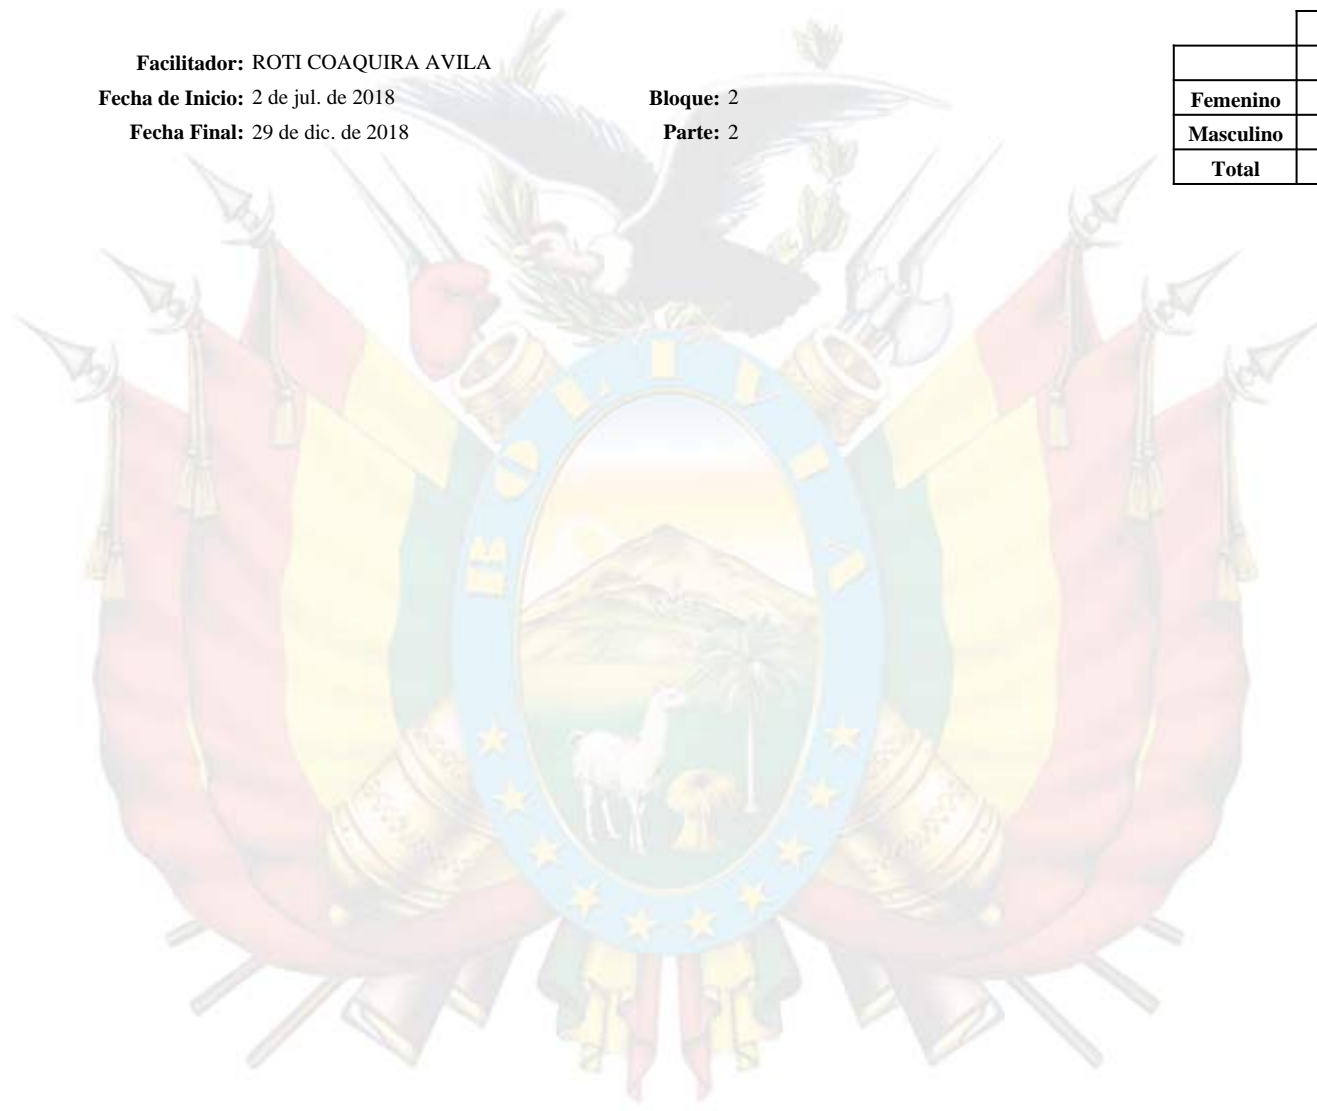 Facilitador: ROTI COAQUIRA AVILA
Fecha de Inicio: 2 de jul. de 2018 Bloque: 2
Fecha Final: 29 de dic. de 2018 Parte: 2
Femenino
Masculino
Total
BOLIVIA